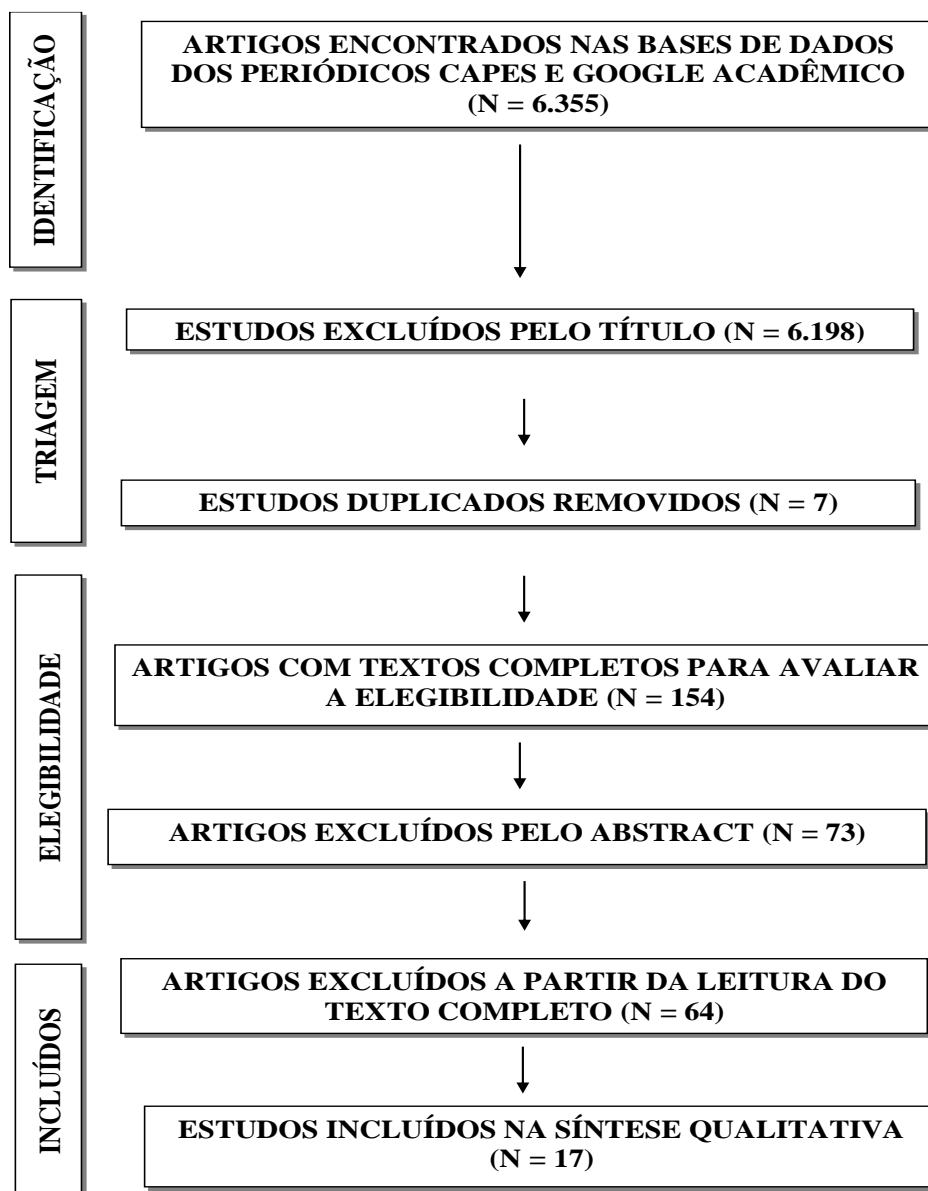 IDENTIFICAÇÃO
ARTIGOS ENCONTRADOS NAS BASES DE DADOS
DOS PERIÓDICOS CAPES E GOOGLE ACADÊMICO
(N = 6.355)
TRIAGEM
ESTUDOS EXCLUÍDOS PELO TÍTULO (N = 6.198)
ESTUDOS DUPLICADOS REMOVIDOS (N = 7)
ELEGIBILIDADE
ARTIGOS COM TEXTOS COMPLETOS PARA AVALIAR
A ELEGIBILIDADE (N = 154)
ARTIGOS EXCLUÍDOS PELO ABSTRACT (N = 73)
INCLUÍDOS
ARTIGOS EXCLUÍDOS A PARTIR DA LEITURA DO
TEXTO COMPLETO (N = 64)
ESTUDOS INCLUÍDOS NA SÍNTESE QUALITATIVA
(N = 17)